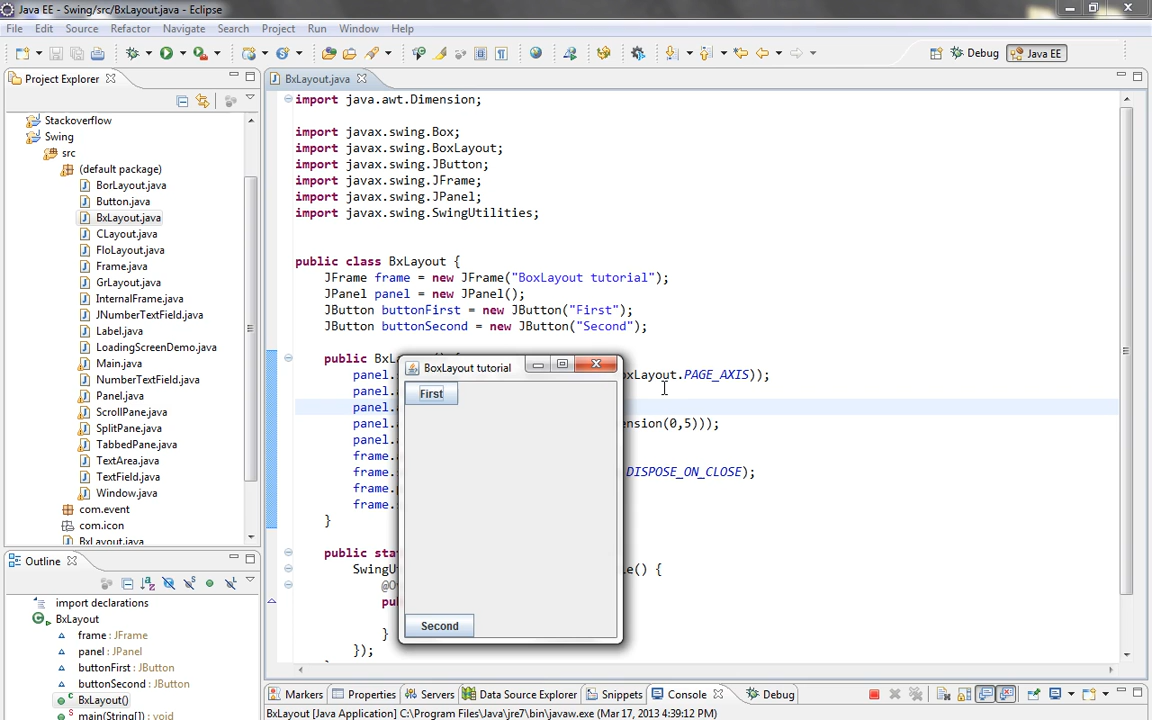 Java EE - Swing/src/BxLayout.java - Eclipse
File Edit Source Refactor Navigate Search Project Run Window Help
Debug Java EE
Project Explorer
BxLayout.java
Stackoverflow
Swing
src
(default package)
BorLayout.java
Button.java
BxLayout.java
CLayout.java
FloLayout.java
Frame.java
GrLayout.java
InternalFrame.java
JNumberTextField.java
Label.java
LoadingScreenDemo.java
Main.java
NumberTextField.java
Panel.java
ScrollPane.java
SplitPane.java
TabbedPane.java
TextArea.java
TextField.java
Window.java
com.event
com.icon
BxLayout.java
import java.awt.Dimension;
import javax.swing.Box;
import javax.swing.BoxLayout;
import javax.swing.JButton;
import javax.swing.JFrame;
import javax.swing.JPanel;
import javax.swing.SwingUtilities;
public class BxLayout {
JFrame frame = new JFrame("BoxLayout tutorial");
JPanel panel = new JPanel();
JButton buttonFirst = new JButton("First");
JButton buttonSecond = new JButton("Second");
public
panel. .PAGE_AXIS));
panel.
panel.
panel. (0,5)));
panel.
frame.
frame. DISPOSE_ON_CLOSE);
frame.
frame.
}
public
() {
}
});
BoxLayout tutorial
First
Second
Outline
import declarations
BxLayout
frame : JFrame
panel : JPanel
buttonFirst : JButton
buttonSecond : JButton
BxLayout()
main(String[]) : void
Markers Properties Servers Data Source Explorer Snippets Console Debug
BxLayout [Java Application] C:\Program Files\Java\jre7\bin\javaw.exe (Mar 17, 2013 4:39:12 PM)